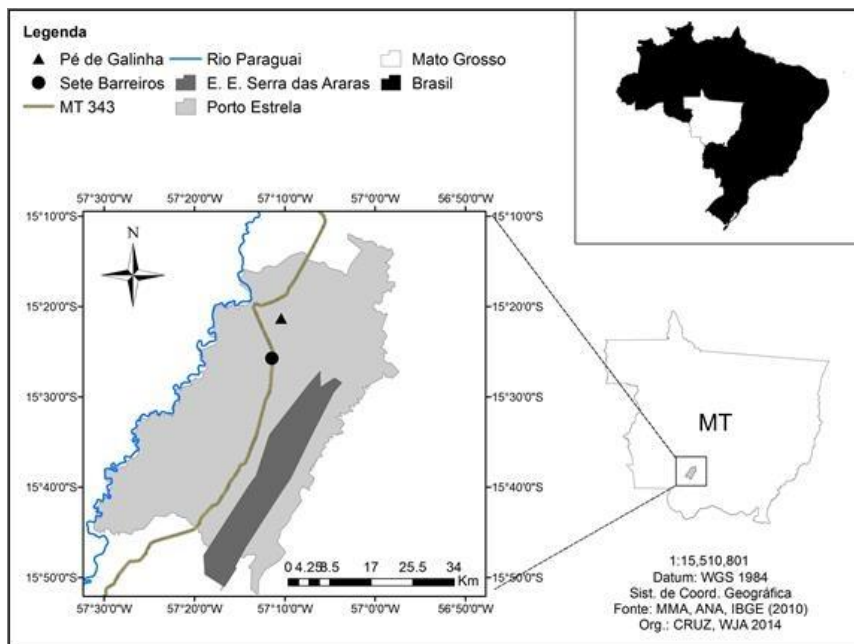 Legenda
Pé de Galinha
Rio Paraguai
Mato Grosso
Sete Barreiros
E. E. Serra das Araras
Brasil
MT 343
Porto Estrela
57°30'0"W 57°20'0"W 57°10'0"W 57°0'0"W 56°50'0"W
15°10'0"S 15°10'0"S
N
15°20'0"S 15°20'0"S
15°30'0"S 15°30'0"S
MT
15°40'0"S 15°40'0"S
0 4.25 8.5 17 25.5 34
Km
15°50'0"S 15°50'0"S
57°30'0"W 57°20'0"W 57°10'0"W 57°0'0"W 56°50'0"W
1:15,510,801
Datum: WGS 1984
Sist. de Coord. Geográfica
Fonte: MMA, ANA, IBGE (2010)
Org.: CRUZ, WJA 2014